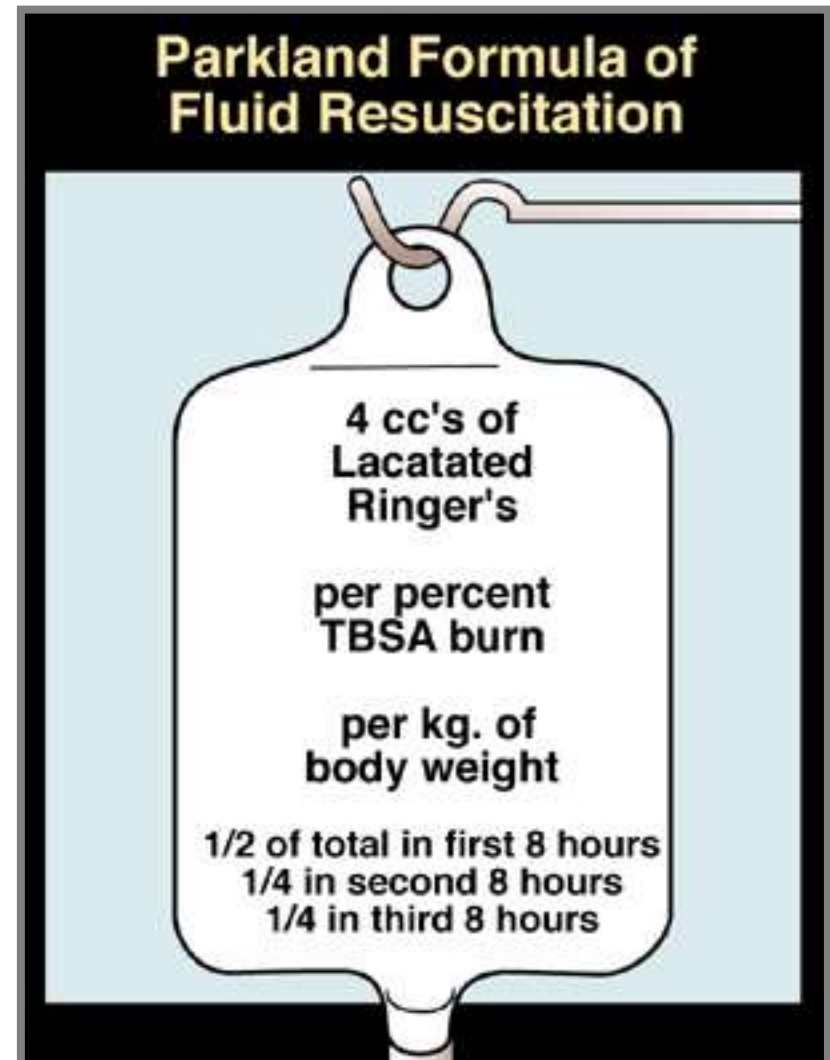 Parkland Formula of
Fluid Resuscitation
4 cc's of
Lacatated
Ringer's
per percent
TBSA burn
per kg. of
body weight
1/2 of total in first 8 hours
1/4 in second 8 hours
1/4 in third 8 hours